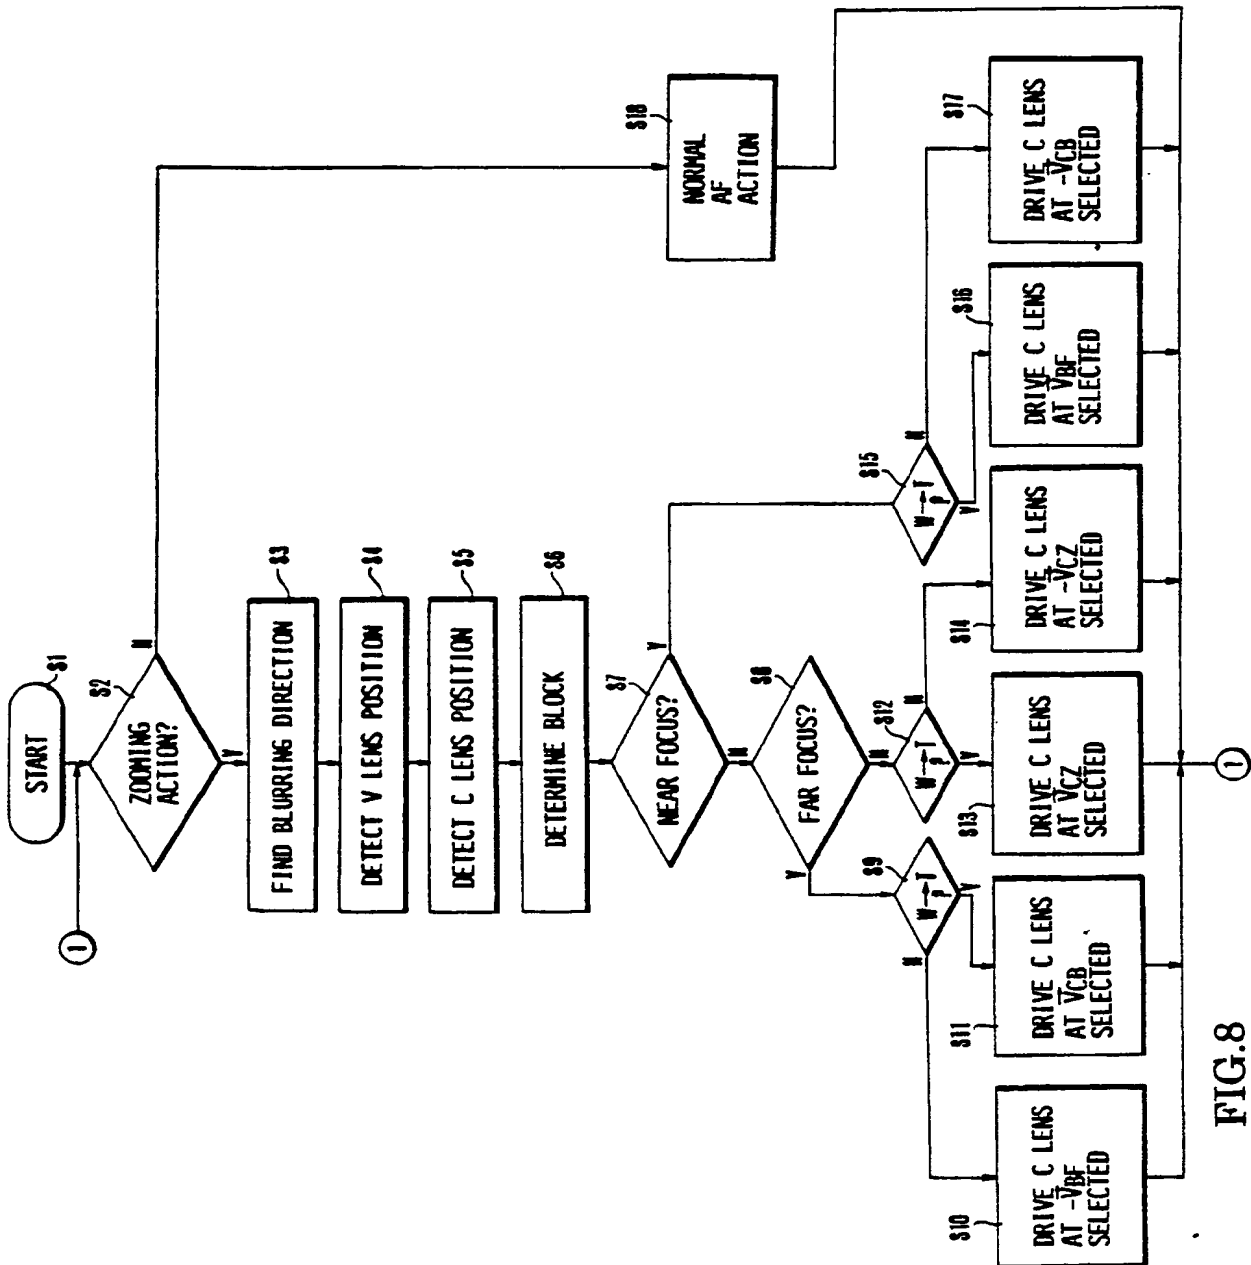 START
S1
1
ZOOMING
ACTION?
S2
N
Y
FIND BLURRING DIRECTION
S3
DETECT V LENS POSITION
S4
DETECT C LENS POSITION
S5
DETERMINE BLOCK
S6
NEAR FOCUS?
S7
Y
N
FAR FOCUS?
S8
Y
N
W→T
?
S9
N
Y
W→T
?
S12
N
Y
W→T
?
S15
N
Y
S10
DRIVE C LENS
AT -VBF
SELECTED
S11
DRIVE C LENS
AT VCB
SELECTED
S13
DRIVE C LENS
AT VCZ
SELECTED
S14
DRIVE C LENS
AT -VCZ
SELECTED
S16
DRIVE C LENS
AT VBF
SELECTED
S17
DRIVE C LENS
AT -VCB
SELECTED
S18
NORMAL
AF
ACTION
1
FIG.8